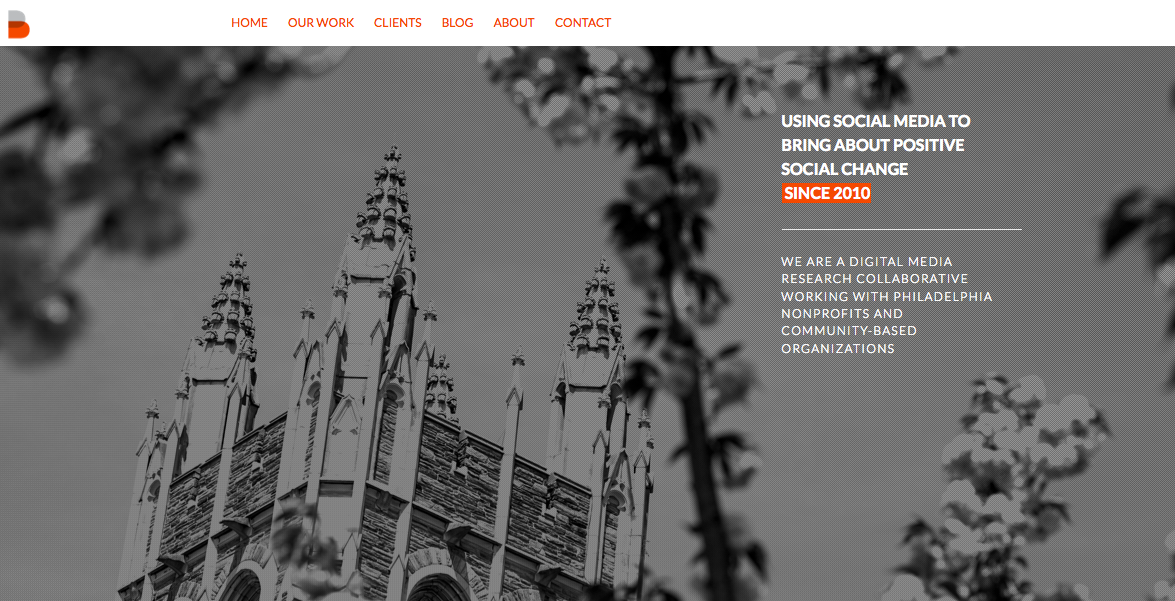 HOME OUR WORK CLIENTS BLOG ABOUT CONTACT
USING SOCIAL MEDIA TO
BRING ABOUT POSITIVE
SOCIAL CHANGE
SINCE 2010
WE ARE A DIGITAL MEDIA
RESEARCH COLLABORATIVE
WORKING WITH PHILADELPHIA
NONPROFITS AND
COMMUNITY-BASED
ORGANIZATIONS